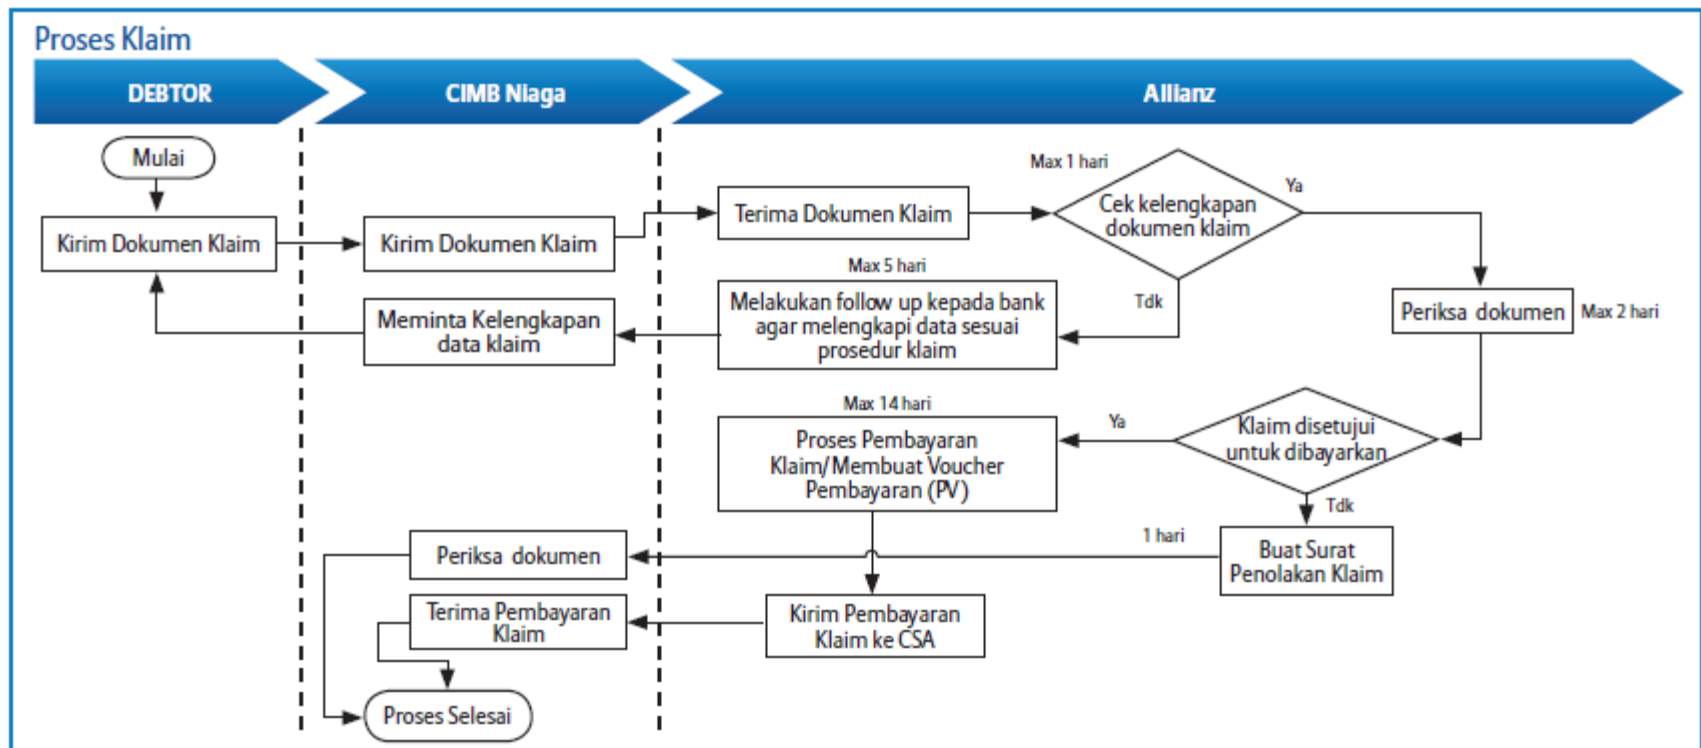 Proses Klaim
DEBTOR
CIMB Niaga
Allianz
Mulai
Kirim Dokumen Klaim
Kirim Dokumen Klaim
Terima Dokumen Klaim
Max 1 hari
Cek kelengkapan
dokumen klaim
Ya
Tdk
Max 5 hari
Melakukan follow up kepada bank
agar melengkapi data sesuai
prosedur klaim
Meminta Kelengkapan
data klaim
Periksa dokumen
Max 2 hari
Klaim disetujui
untuk dibayarkan
Ya
Tdk
Max 14 hari
Proses Pembayaran
Klaim/Membuat Voucher
Pembayaran (PV)
Buat Surat
Penolakan Klaim
1 hari
Periksa dokumen
Kirim Pembayaran
Klaim ke CSA
Terima Pembayaran
Klaim
Proses Selesai